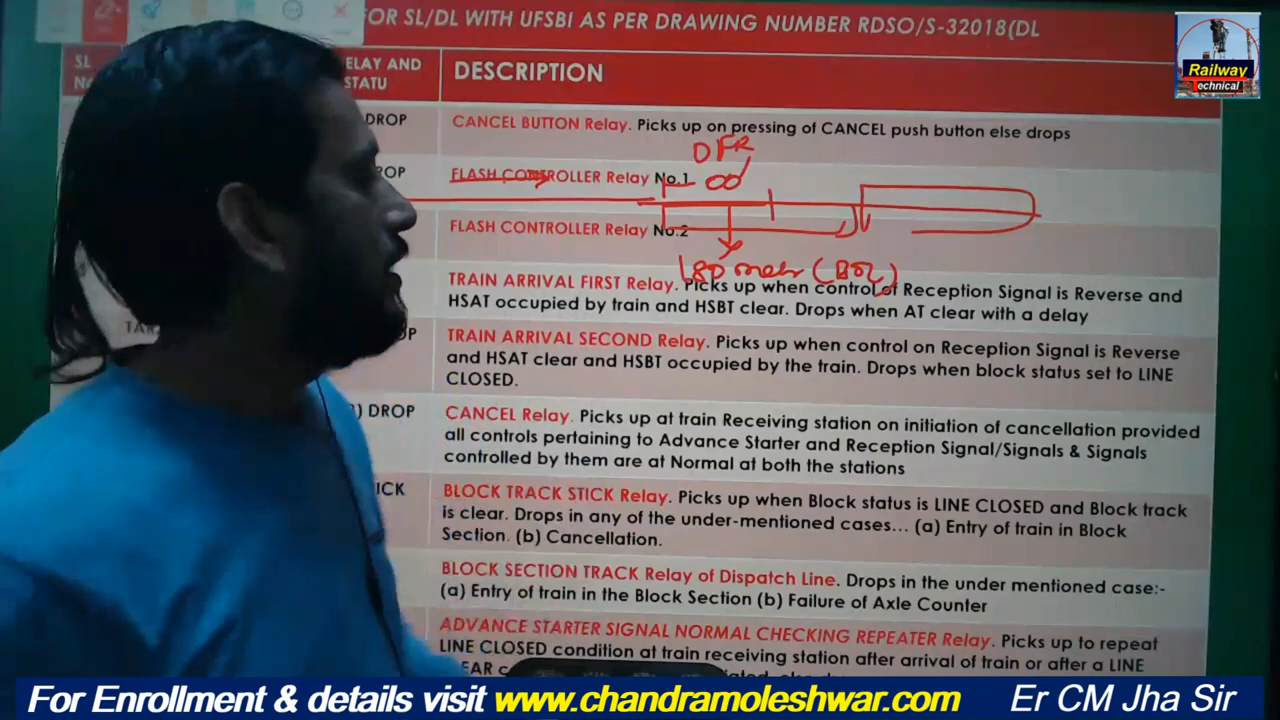 FOR SL/DL WITH UFSBI AS PER DRAWING NUMBER RDSO/S-32018(DL
Railway
Technical
SL
No
ELAY AND
STATU
DESCRIPTION
DROP
CANCEL BUTTON Relay. Picks up on pressing of CANCEL push button else drops
DFR
OP
FLASH CONTROLLER Relay No.1
FLASH CONTROLLER Relay No.2
180 meter (BOL)
TRAIN ARRIVAL FIRST Relay. Picks up when control of Reception Signal is Reverse and
HSAT occupied by train and HSBT clear. Drops when AT clear with a delay
TAR
UP
TRAIN ARRIVAL SECOND Relay. Picks up when control on Reception Signal is Reverse
and HSAT clear and HSBT occupied by the train. Drops when block status set to LINE
CLOSED.
) DROP
CANCEL Relay. Picks up at train Receiving station on initiation of cancellation provided
all controls pertaining to Advance Starter and Reception Signal/Signals & Signals
controlled by them are at Normal at both the stations
ICK
BLOCK TRACK STICK Relay. Picks up when Block status is LINE CLOSED and Block track
is clear. Drops in any of the under-mentioned cases... (a) Entry of train in Block
Section. (b) Cancellation.
BLOCK SECTION TRACK Relay of Dispatch Line. Drops in the under mentioned case:-
(a) Entry of train in the Block Section (b) Failure of Axle Counter
ADVANCE STARTER SIGNAL NORMAL CHECKING REPEATER Relay. Picks up to repeat
LINE CLOSED condition at train receiving station after arrival of train or after a LINE
For Enrollment & details visit www.chandramoleshwar.com Er CM Jha Sir